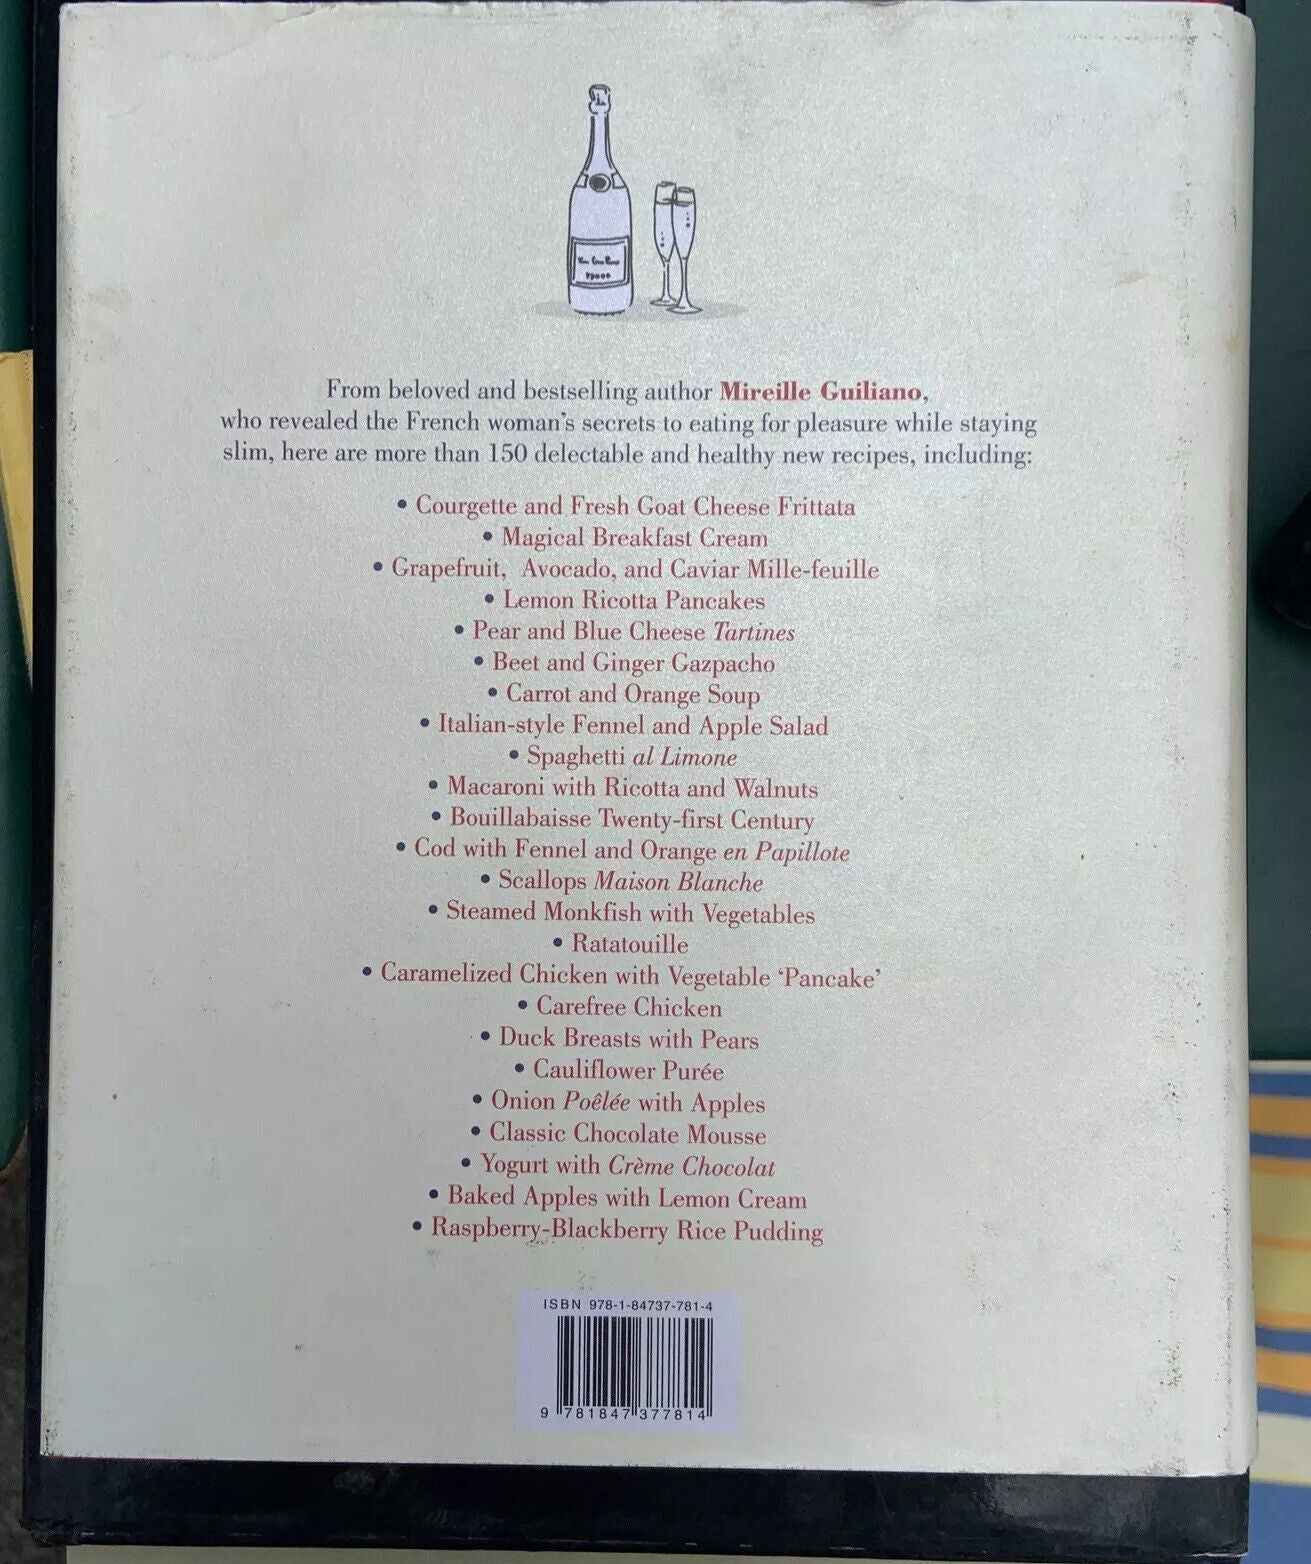 From beloved and bestselling author Mireille Guiliano,
who revealed the French woman's secrets to eating for pleasure while staying
slim, here are more than 150 delectable and healthy new recipes, including:
• Courgette and Fresh Goat Cheese Frittata
• Magical Breakfast Cream
• Grapefruit, Avocado, and Caviar Mille-feuille
• Lemon Ricotta Pancakes
• Pear and Blue Cheese Tartines
• Beet and Ginger Gazpacho
• Carrot and Orange Soup
• Italian-style Fennel and Apple Salad
• Spaghetti al Limone
• Macaroni with Ricotta and Walnuts
• Bouillabaisse Twenty-first Century
• Cod with Fennel and Orange en Papillote
• Scallops Maison Blanche
• Steamed Monkfish with Vegetables
• Ratatouille
• Caramelized Chicken with Vegetable ‘Pancake’
• Carefree Chicken
• Duck Breasts with Pears
• Cauliflower Purée
• Onion Poêlée with Apples
• Classic Chocolate Mousse
• Yogurt with Crème Chocolat
• Baked Apples with Lemon Cream
• Raspberry-Blackberry Rice Pudding
ISBN 978-1-84737-781-4
9 781847 377814